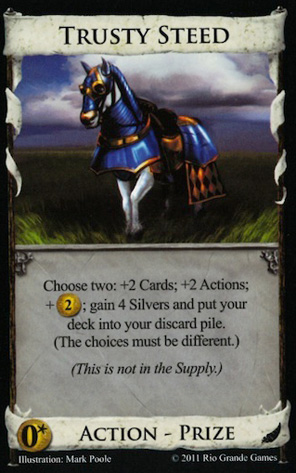 TRUSTY STEED
Choose two: +2 Cards; +2 Actions;
+2; gain 4 Silvers and put your
deck into your discard pile.
(The choices must be different.)
(This is not in the Supply.)
0* ACTION - PRIZE
Illustration: Mark Poole © 2011 Rio Grande Games